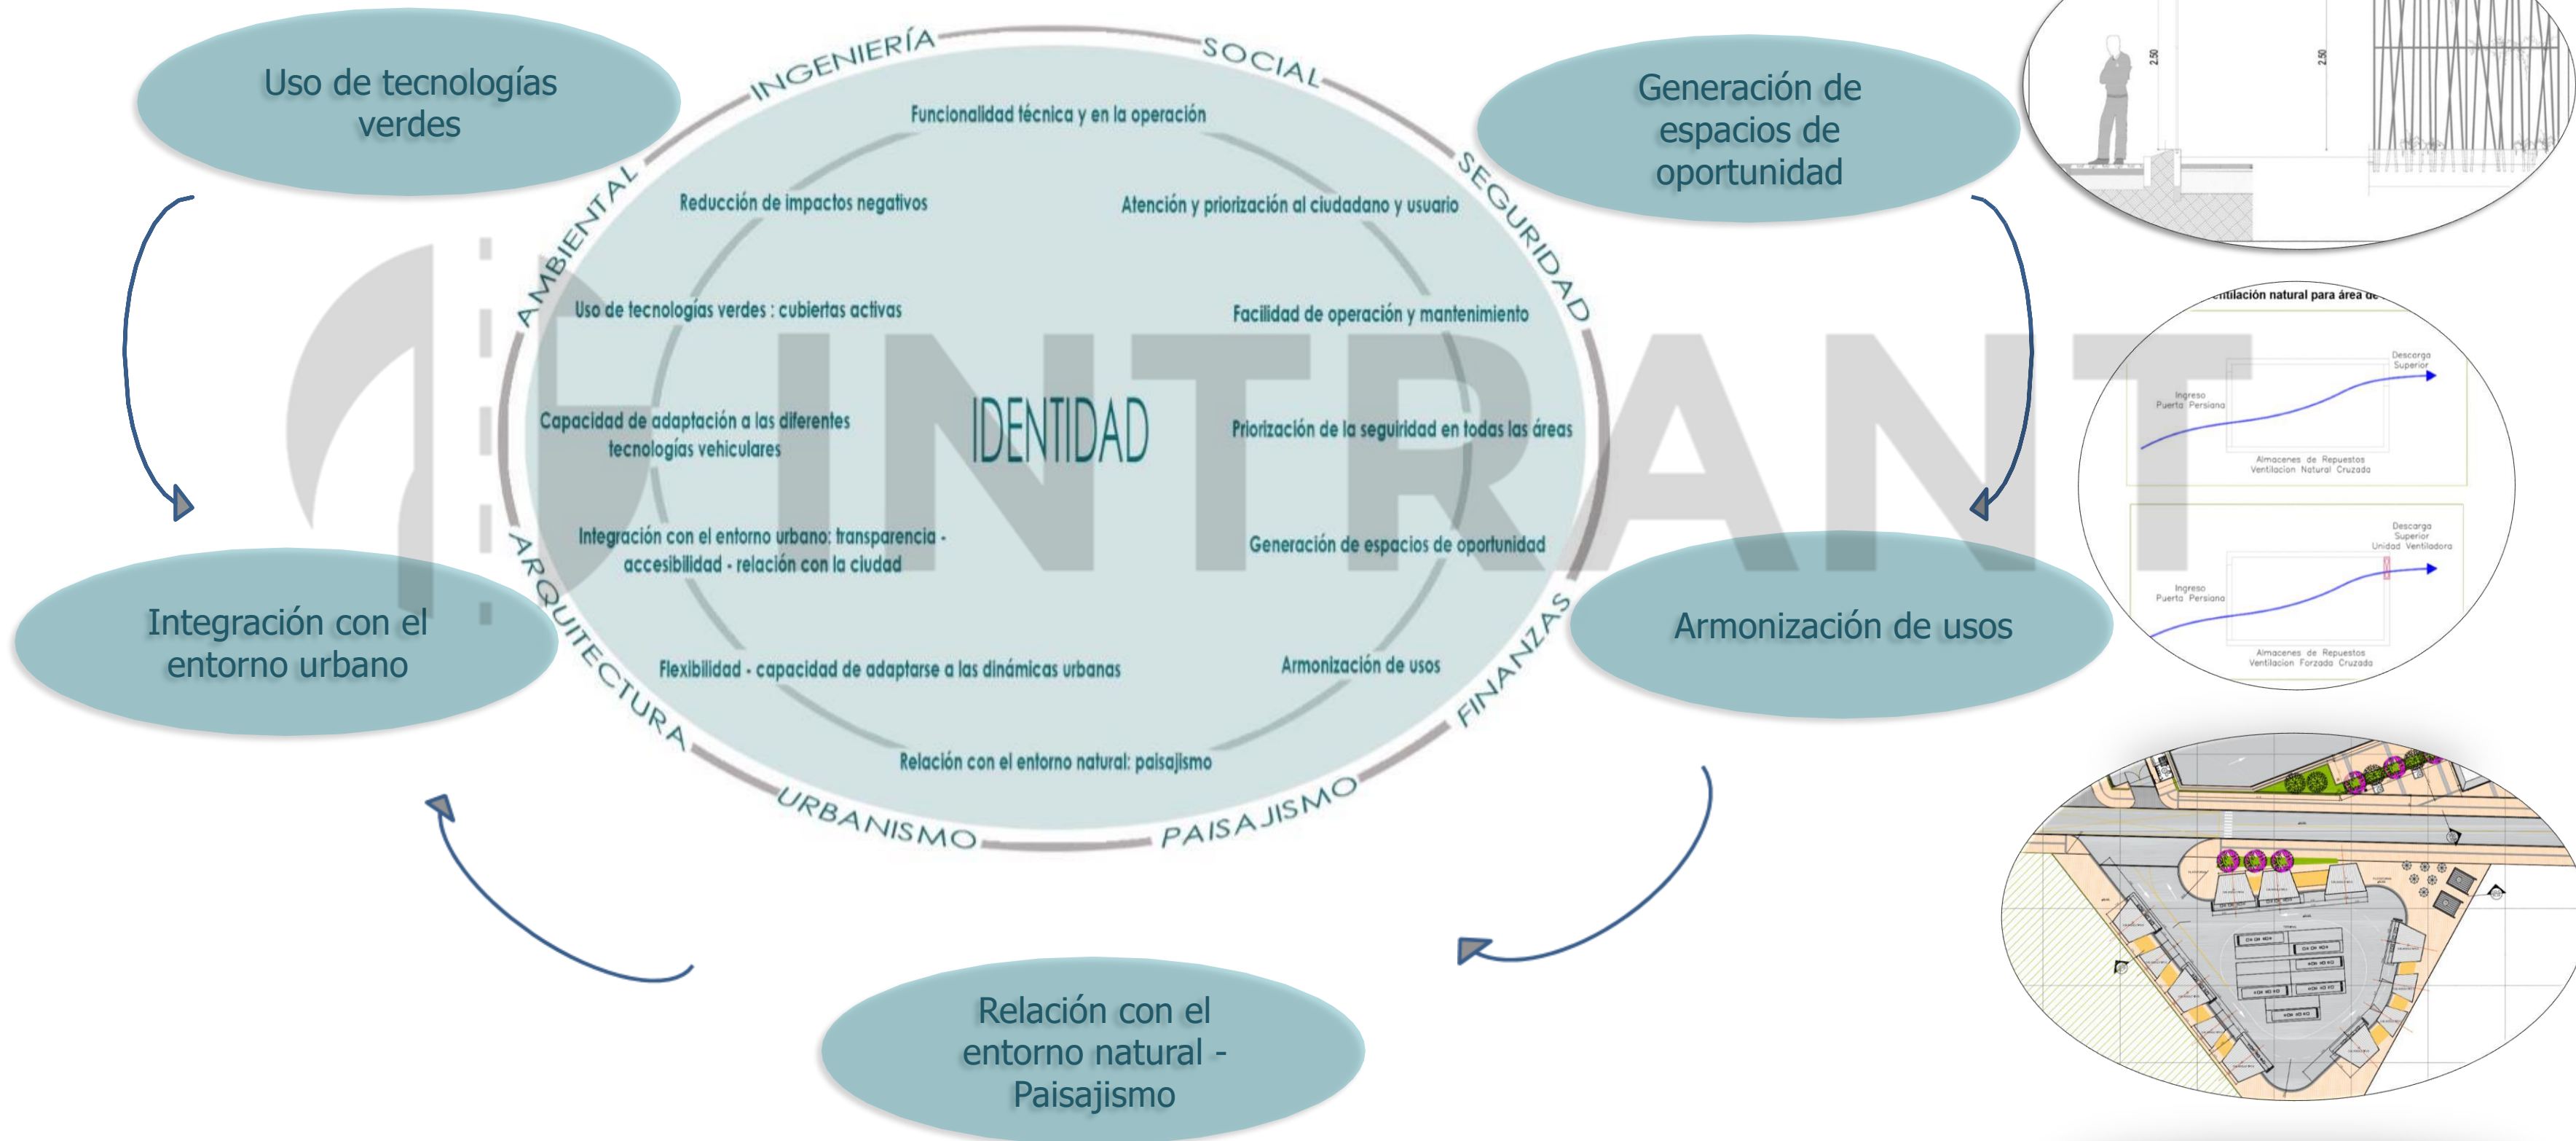 Uso de tecnologías
verdes
Integración con el
entorno urbano
INGENIERÍA
SOCIAL
SEGURIDAD
FINANZAS
PAISAJISMO
URBANISMO
ARQUITECTURA
AMBIENTAL
Funcionalidad técnica y en la operación
Reducción de impactos negativos
Atención y priorización al ciudadano y usuario
Uso de tecnologías verdes : cubiertas activas
Facilidad de operación y mantenimiento
Capacidad de adaptación a las diferentes
tecnologías vehiculares
IDENTIDAD
Priorización de la seguiridad en todas las áreas
Integración con el entorno urbano: transparencia -
accesibilidad - relación con la ciudad
Generación de espacios de oportunidad
Flexibilidad - capacidad de adaptarse a las dinámicas urbanas
Armonización de usos
Relación con el entorno natural: paisajismo
INTRANT
Generación de
espacios de
oportunidad
Armonización de usos
Relación con el
entorno natural -
Paisajismo
2.50
2.50
ntilación natural para área de
Descarga
Superior
Ingreso
Puerta Persiana
Almacenes de Repuestos
Ventilacion Natural Cruzada
Descarga
Superior
Unidad Ventiladora
Ingreso
Puerta Persiana
Almacenes de Repuestos
Ventilacion Forzada Cruzada